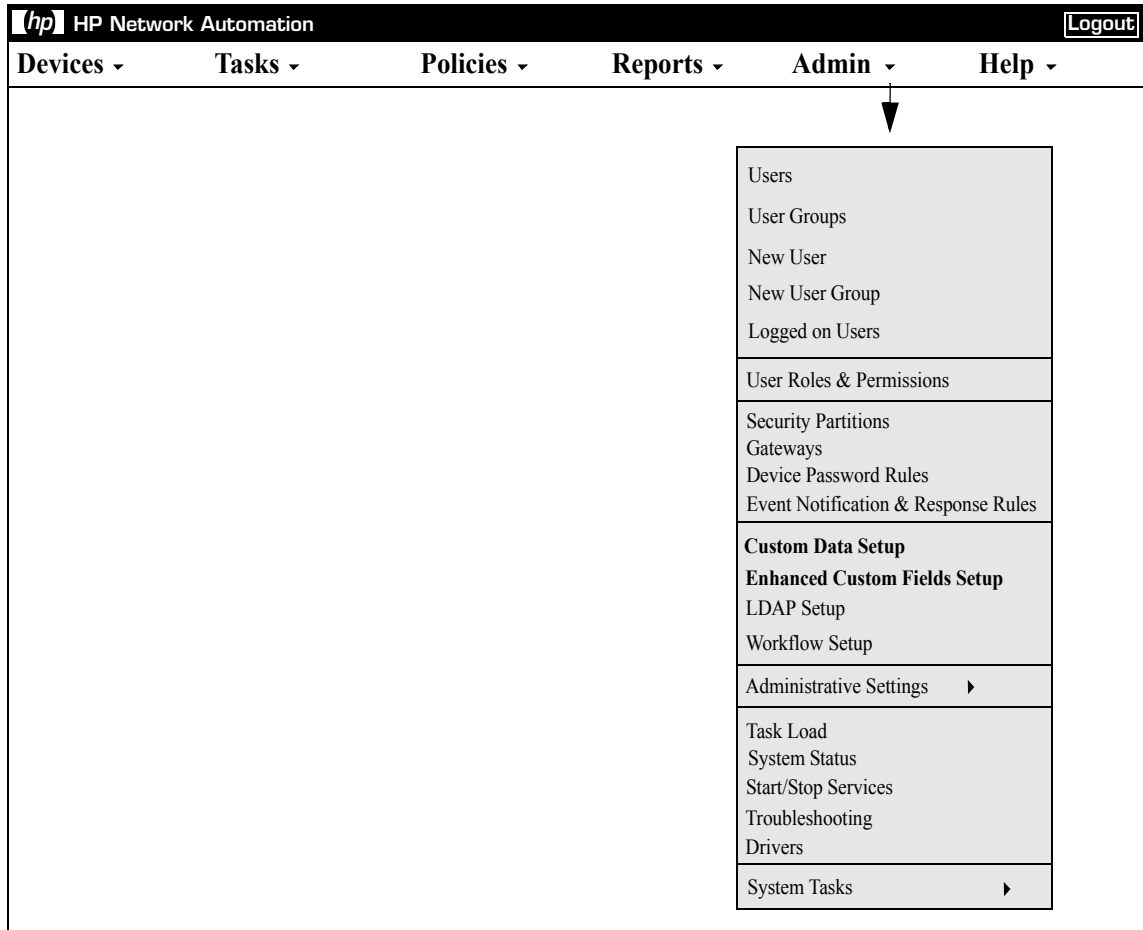 hp HP Network Automation Logout
Devices Tasks Policies Reports Admin Help
Users
User Groups
New User
New User Group
Logged on Users
User Roles & Permissions
Security Partitions
Gateways
Device Password Rules
Event Notification & Response Rules
Custom Data Setup
Enhanced Custom Fields Setup
LDAP Setup
Workflow Setup
Administrative Settings
Task Load
System Status
Start/Stop Services
Troubleshooting
Drivers
System Tasks